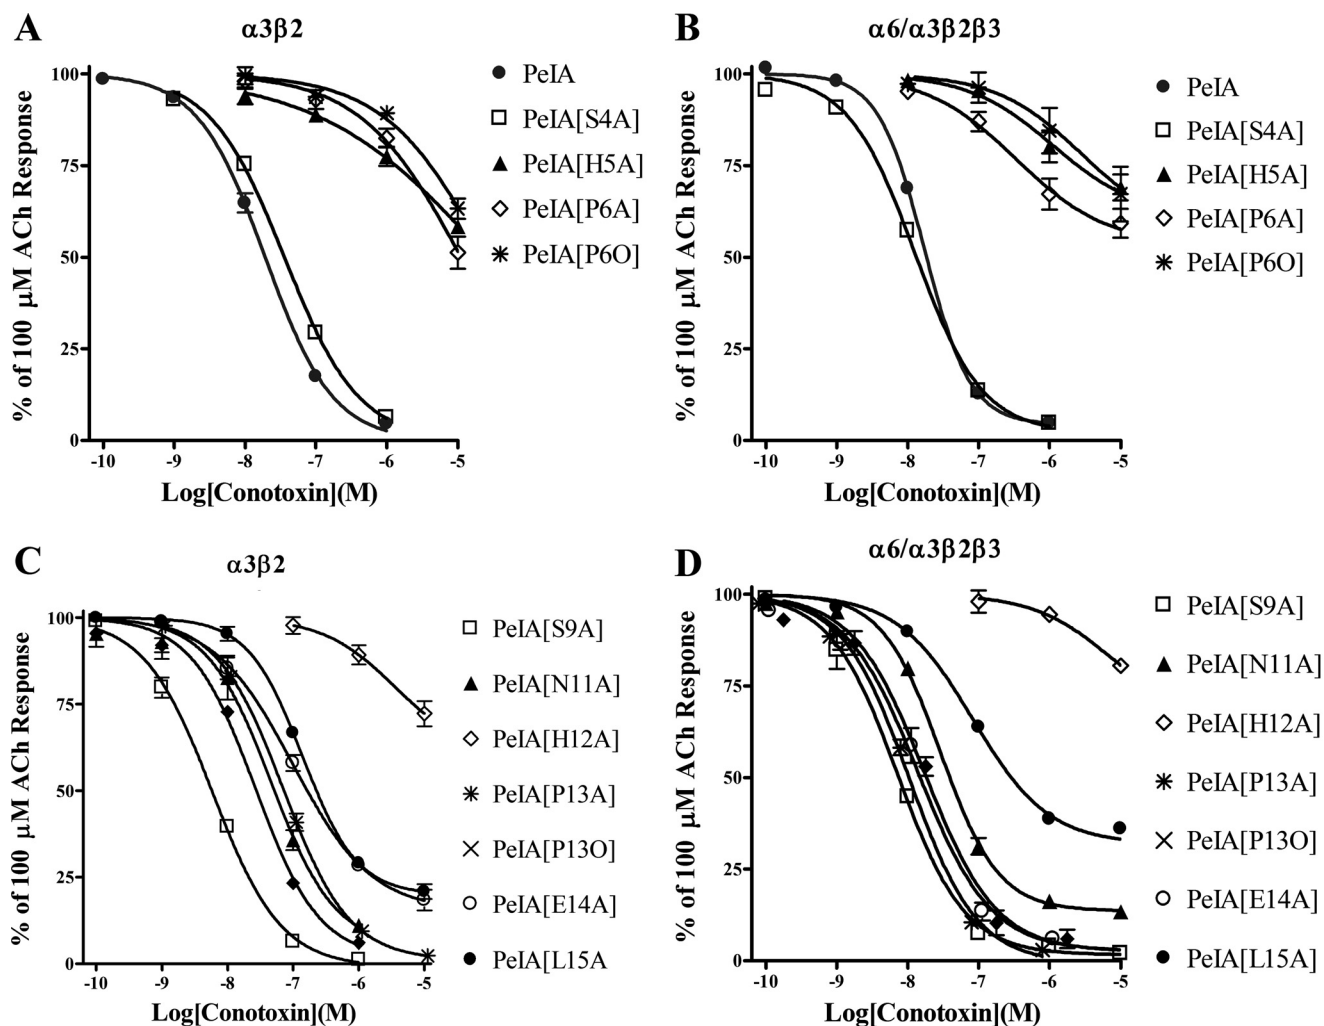 A
α3β2
% of 100 μM ACh Response
100
75
50
25
0
-10 -9 -8 -7 -6 -5
Log[Conotoxin](M)
PeIA
PeIA[S4A]
PeIA[H5A]
PeIA[P6A]
PeIA[P6O]
B
α6/α3β2β3
% of 100 μM ACh Response
100
75
50
25
0
-10 -9 -8 -7 -6 -5
Log[Conotoxin](M)
PeIA
PeIA[S4A]
PeIA[H5A]
PeIA[P6A]
PeIA[P6O]
C
α3β2
% of 100 μM ACh Response
100
75
50
25
0
-10 -9 -8 -7 -6 -5
Log[Conotoxin](M)
PeIA[S9A]
PeIA[N11A]
PeIA[H12A]
PeIA[P13A]
PeIA[P13O]
PeIA[E14A]
PeIA[L15A
D
α6/α3β2β3
% of 100 μM ACh Response
100
75
50
25
0
-10 -9 -8 -7 -6 -5
Log[Conotoxin](M)
PeIA[S9A]
PeIA[N11A]
PeIA[H12A]
PeIA[P13A]
PeIA[P13O]
PeIA[E14A]
PeIA[L15A]